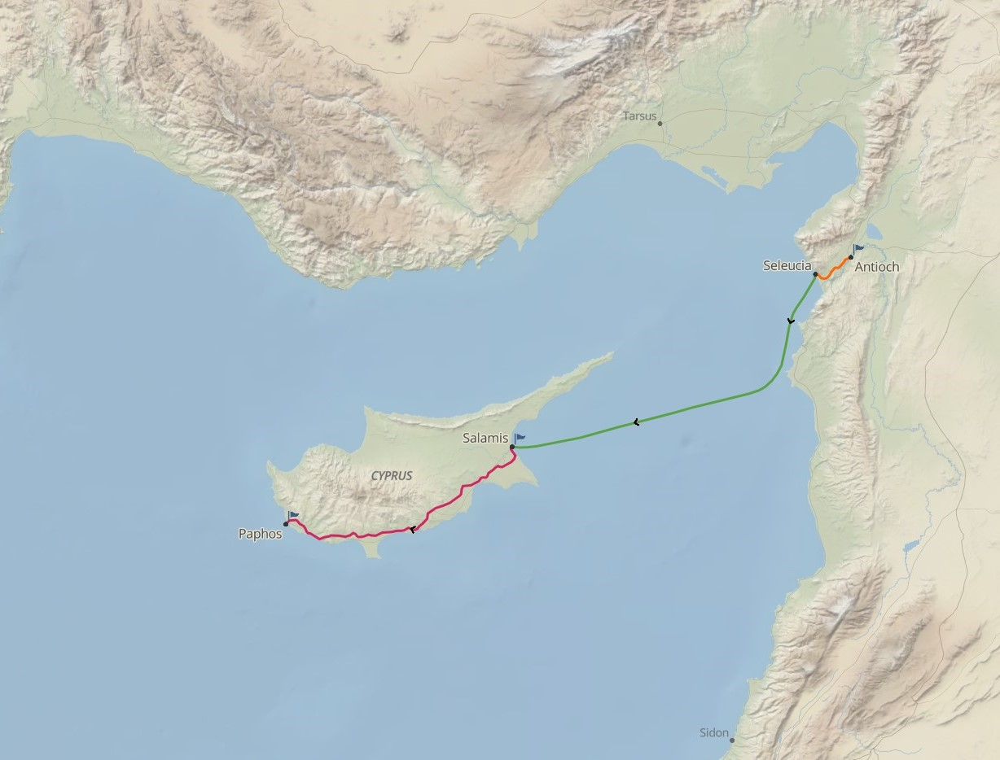 Tarsus
Seleucia
Antioch
Salamis
CYPRUS
Paphos
Sidon